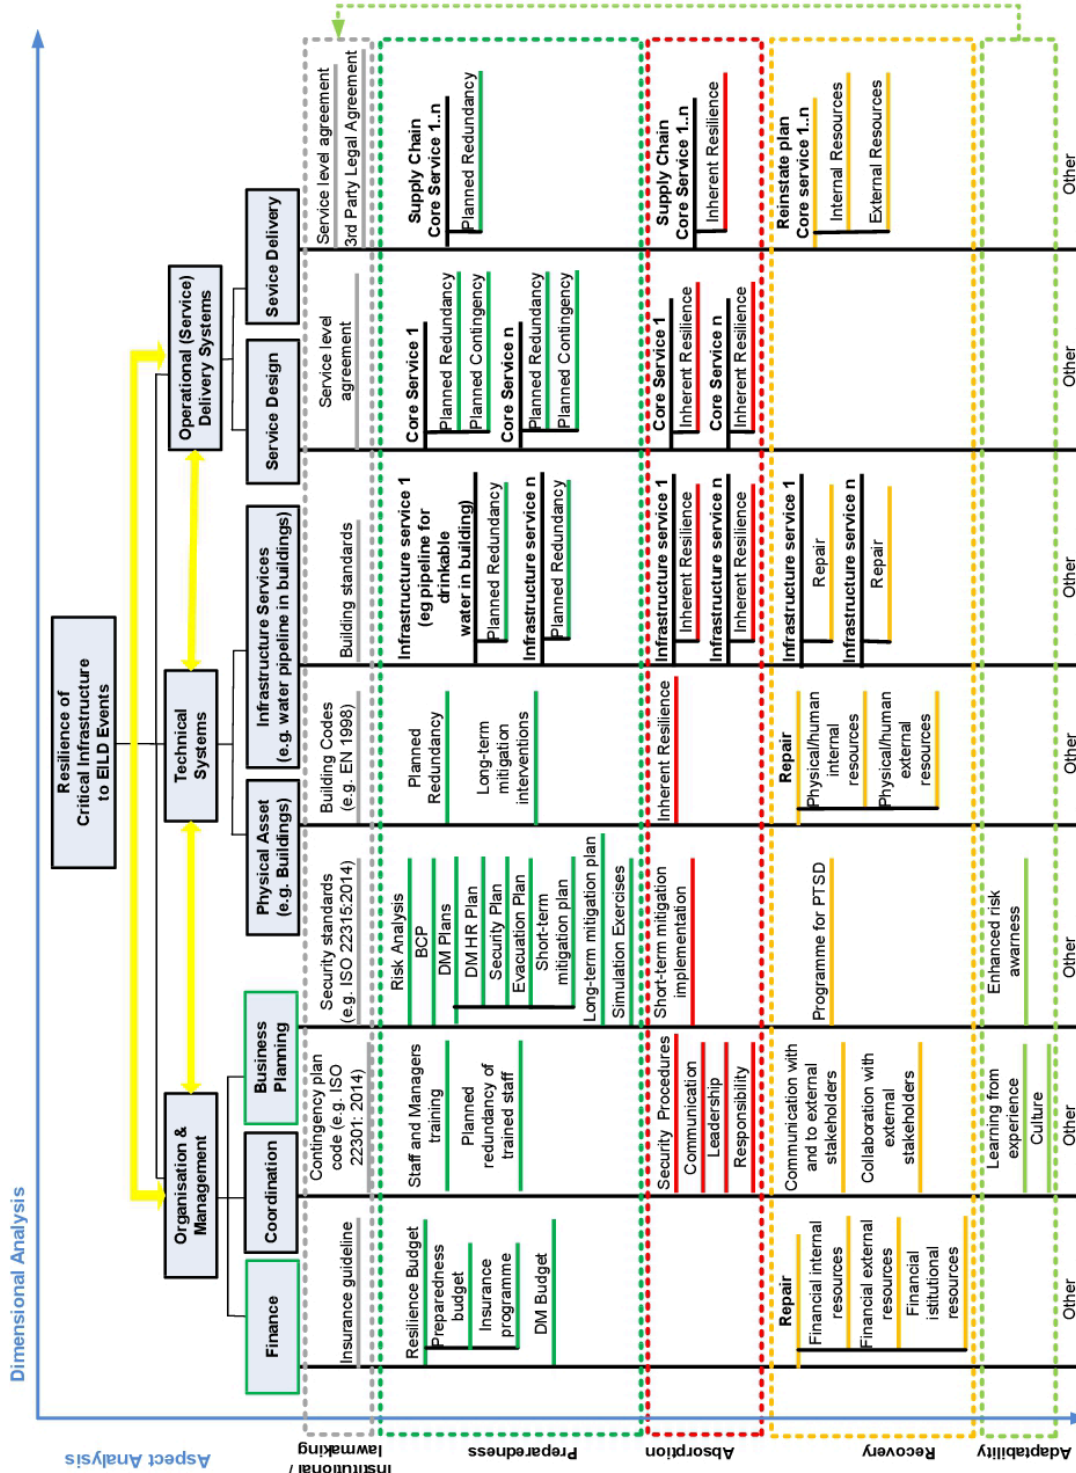 Dimensional Analysis
Aspect Analysis
Resilience of
Critical Infrastructure
to EILD Events
Organisation &
Management
Technical
Systems
Operational (Service)
Delivery Systems
Finance
Coordination
Business
Planning
Physical Asset
(e.g. Buildings)
Infrastructure Services
(e.g. water pipeline in buildings)
Service Design
Sevice Delivery
Institutional /
lawmaking
Insurance guideline
Contingency plan
code (e.g. ISO
22301: 2014)
Security standards
(e.g. ISO 22315:2014)
Building Codes
(e.g. EN 1998)
Building standards
Service level
agreement
Service level agreement
3rd Party Legal Agreement
Preparedness
Resilience Budget
Preparedness
budget
Insurance
programme
DM Budget
Staff and Managers
training
Planned
redundancy of
trained staff
Risk Analysis
BCP
DM Plans
DM HR Plan
Security Plan
Evacuation Plan
Short-term
mitigation plan
Long-term mitigation plan
Simulation Exercises
Planned
Redundancy
Long-term
mitigation
interventions
Infrastructure service 1
(eg pipeline for
drinkable
water in building)
Planned Redundancy
Infrastructure service n
Planned Redundancy
Core Service 1
Planned Redundancy
Planned Contingency
Core Service n
Planned Redundancy
Planned Contingency
Supply Chain
Core Service 1..n
Planned Redundancy
Absorption
Security Procedures
Communication
Leadership
Responsibility
Short-term mitigation
implementation
Inherent Resilience
Infrastructure service 1
Inherent Resilience
Infrastructure service n
Inherent Resilience
Core Service 1
Inherent Resilience
Core Service n
Inherent Resilience
Supply Chain
Core Service 1..n
Inherent Resilience
Recovery
Repair
Financial internal
resources
Financial external
resources
Financial
istitutional
resources
Communication with
and to external
stakeholders
Collaboration with
external
stakeholders
Programme for PTSD
Repair
Physical/human
internal
resources
Physical/human
external
resources
Infrastructure service 1
Repair
Infrastructure service n
Repair
Reinstate plan
Core service 1..n
Internal Resources
External Resources
Adaptability
Learning from
experience
Culture
Enhanced risk
awarness
Other
Other
Other
Other
Other
Other
Other